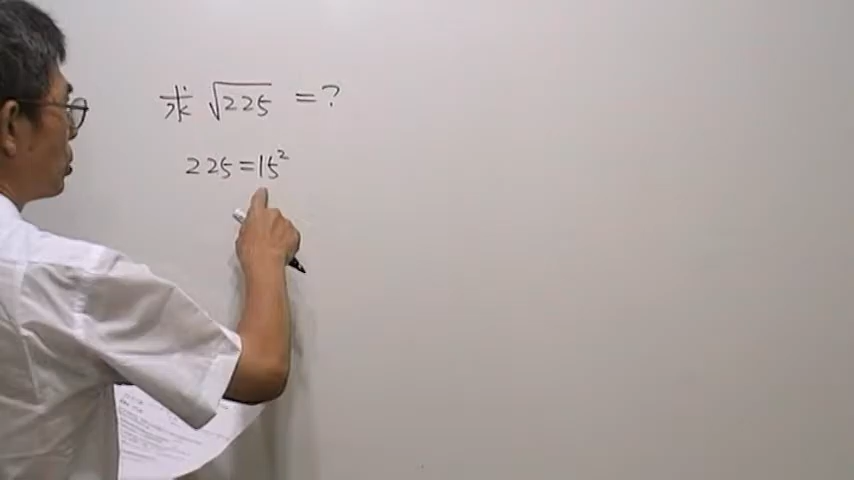 求 √225 = ?
225 = 15²